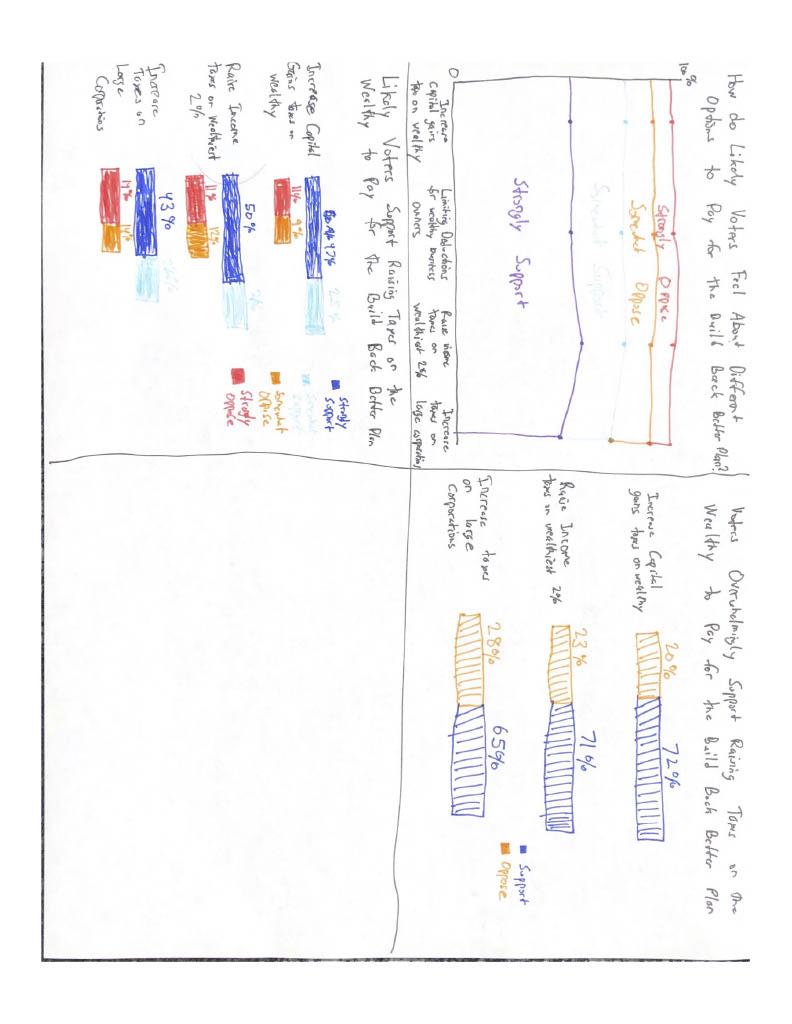 How do Likely Voters Feel About Different
Options to Pay for the Build Back Better Plan?
100%
Strongly Oppose
Somewhat Oppose
Somewhat Support
Strongly Support
0
Increase
Capital gains
tax on wealthy
Limiting Deductions
for wealthy business
owners
Raise income
taxes on
wealthiest 2%
Increase
taxes on
large corporations
Voters Overwhelmingly Support Raising Taxes on the
Wealthy to Pay for the Build Back Better Plan
Increase Capital
gains taxes on wealthy
20%
72%
Raise Income
taxes on wealthiest 2%
23%
71%
Increase taxes
on large
Corporations
28%
65%
Support
Oppose
Likely Voters Support Raising Taxes on the
Wealthy to Pay for the Build Back Better Plan
Increase Capital
Gains taxes on
wealthy
47%
25%
11%
9%
Raise Income
taxes on wealthiest
2%
50%
11%
12%
Increase
Taxes on
Large
Corporations
43%
14%
Strongly
Support
Somewhat
Support
Somewhat
Oppose
Strongly
Oppose